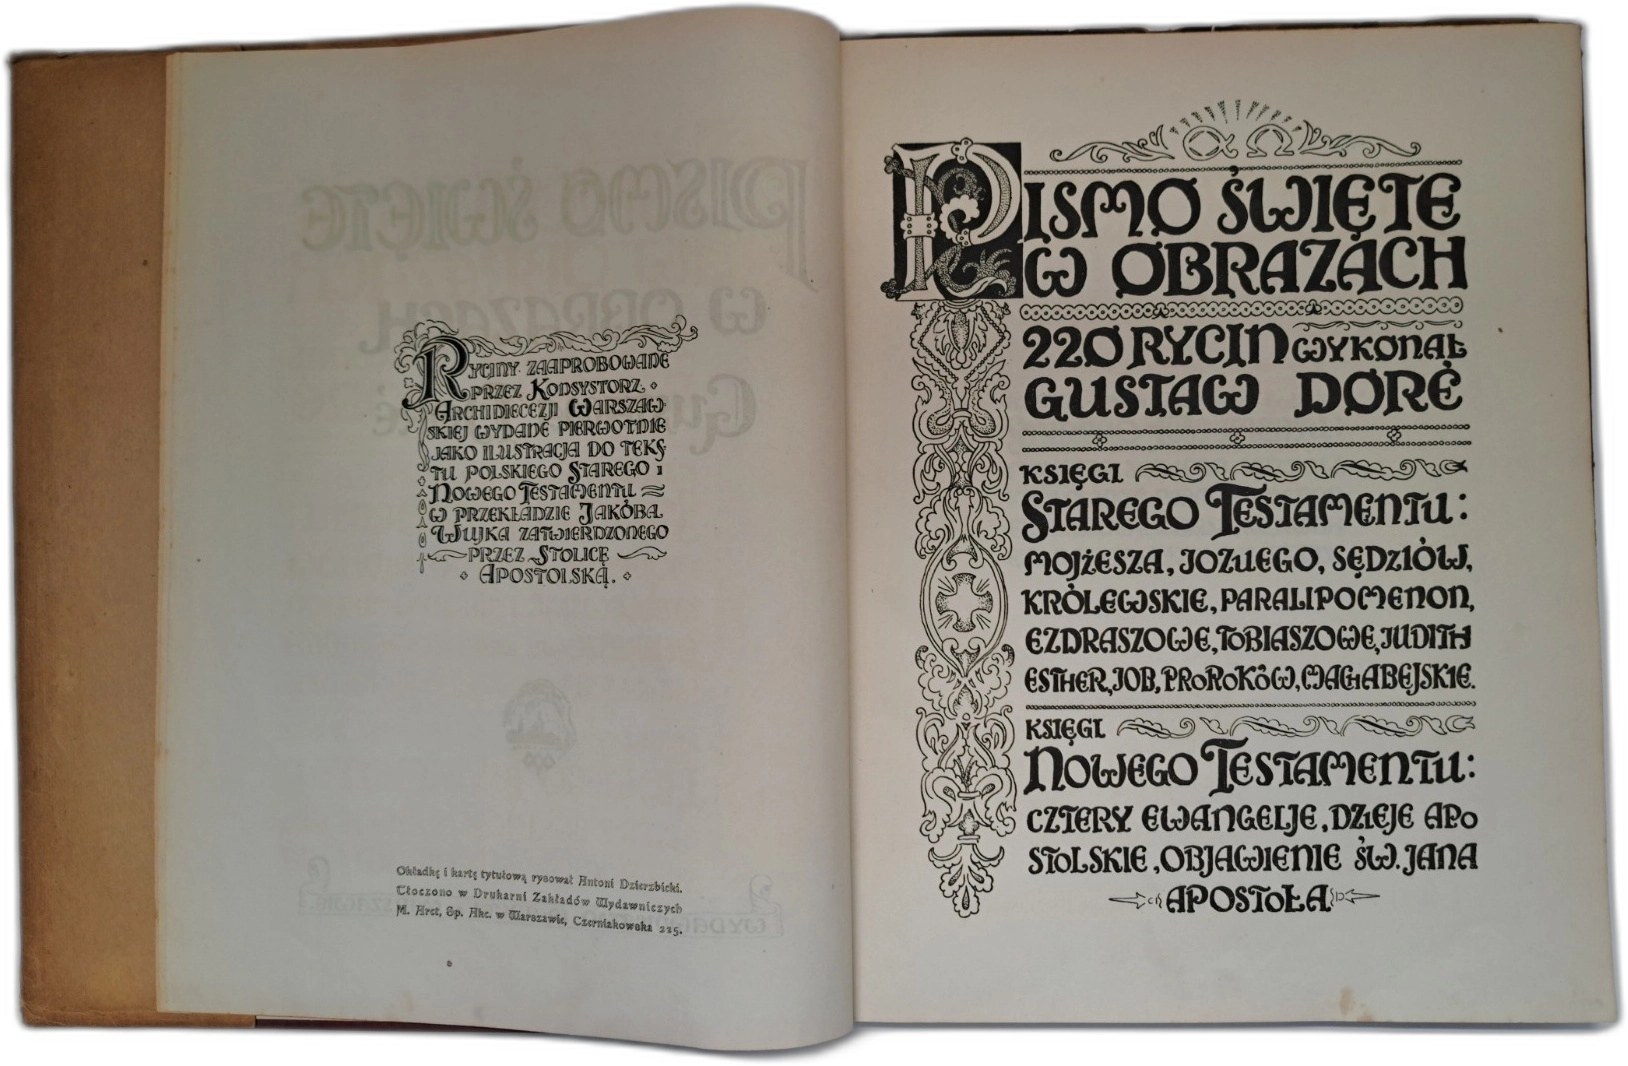 RYCINY ZAAPROBOWANE
PRZEZ KONSYSTORZ
ARCHIDIECEZJI WARSZAW
SKIEJ WYDANE PIERWOTNIE
JAKO ILUSTRACJA DO TEKS
TU POLSKIEGO STAREGO i
NOWEGO TESTAMENTU
W PRZEKŁADZIE JAKÓBA
WUJKA ZATWIERDZONEGO
PRZEZ STOLICĘ
APOSTOLSKĄ.
Okładkę i kartę tytułową rysował Antoni Dzierzbicki.
Tłoczono w Drukarni Zakładów Wydawniczych
M. Arct, Sp. Akc. w Warszawie, Czerniakowska 225.
α Ω
PISMO ŚWIĘTE
W OBRAZACH
220 RYCIN WYKONAŁ
GUSTAW DORÉ
KSIĘGI
STAREGO TESTAMENTU:
MOJŻESZA, JOZUEGO, SĘDZIÓW,
KRÓLEWSKIE, PARALIPOMENON,
EZDRASZOWE, TOBIASZOWE, JUDITH
ESTHER, JOB, PROROKÓW, MACHABEJSKIE.
KSIĘGI
NOWEGO TESTAMENTU:
CZTERY EWANGELJE, DZIEJE APO
STOLSKIE, OBJAWIENIE ŚW. JANA
APOSTOŁA